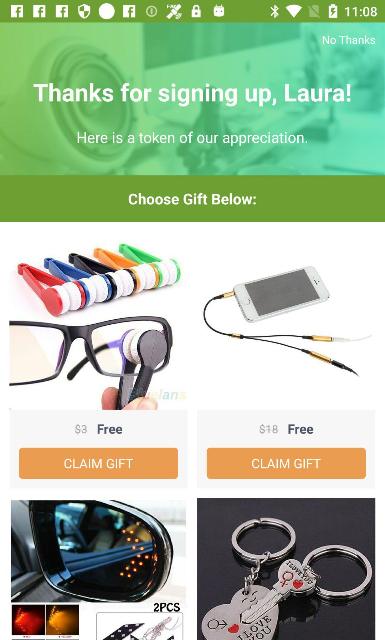 11:08
No Thanks
Thanks for signing up, Laura!
Here is a token of our appreciation.
Choose Gift Below:
$3 Free
$18 Free
CLAIM GIFT
CLAIM GIFT
2PCS
I LOVE